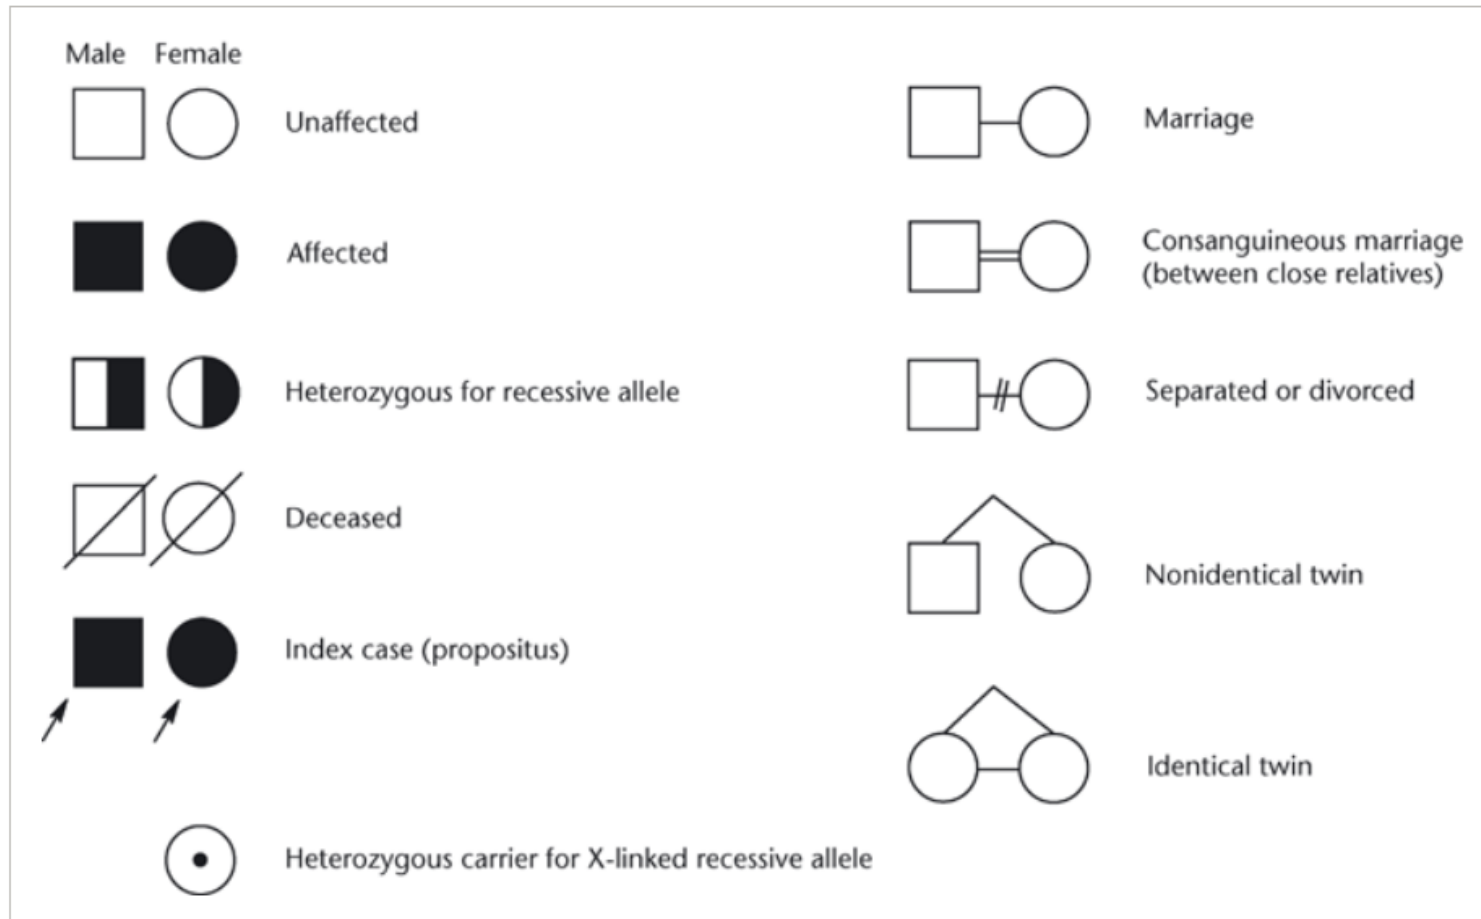 Male Female
Unaffected
Affected
Heterozygous for recessive allele
Deceased
Index case (propositus)
Heterozygous carrier for X-linked recessive allele
Marriage
Consanguineous marriage
(between close relatives)
Separated or divorced
Nonidentical twin
Identical twin